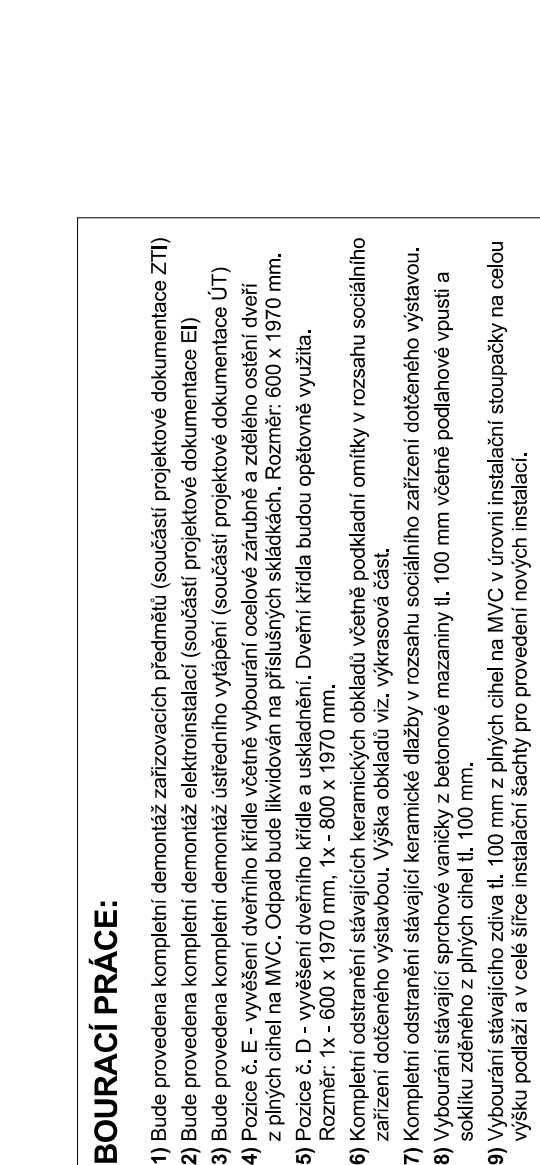 BOURACÍ PRÁCE:
1) Bude provedena kompletní demontáž zařizovacích předmětů (součástí projektové dokumentace ZTI)
2) Bude provedena kompletní demontáž elektroinstalací (součástí projektové dokumentace EI)
3) Bude provedena kompletní demontáž ústředního vytápění (součástí projektové dokumentace ÚT)
4) Pozice č. E - vyvěšení dveřního křídle včetně vybourání ocelové zárubně a zdělého ostění dveří
z plných cihel na MVC. Odpad bude likvidován na příslušných skládkách. Rozměr: 600 x 1970 mm.
5) Pozice č. D - vyvěšení dveřního křídle a uskladnění. Dveřní křídla budou opětovně využita.
Rozměr: 1x - 600 x 1970 mm, 1x - 800 x 1970 mm.
6) Kompletní odstranění stávajících keramických obkladů včetně podkladní omítky v rozsahu sociálního
zařízení dotčeného výstavbou. Výška obkladů viz. výkrasová část.
7) Kompletní odstranění stávající keramické dlažby v rozsahu sociálního zařízení dotčeného výstavou.
8) Vybourání stávající sprchové vaničky z betonové mazaniny tl. 100 mm včetně podlahové vpusti a
soklíku zděného z plných cihel tl. 100 mm.
9) Vybourání stávajícího zdiva tl. 100 mm z plných cihel na MVC v úrovni instalační stoupačky na celou
výšku podlaží a v celé šířce instalační šachty pro provedení nových instalací.